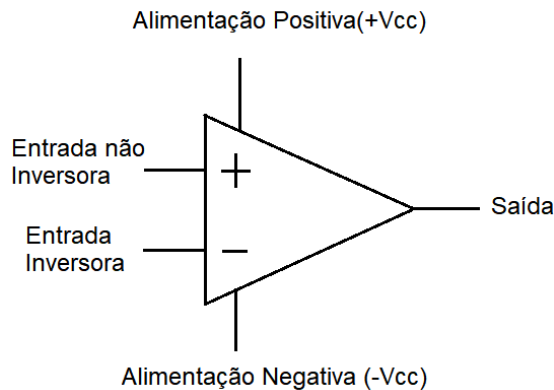 Alimentação Positiva(+Vcc)
Entrada não
Inversora
+
Saída
Entrada
Inversora
−
Alimentação Negativa (-Vcc)